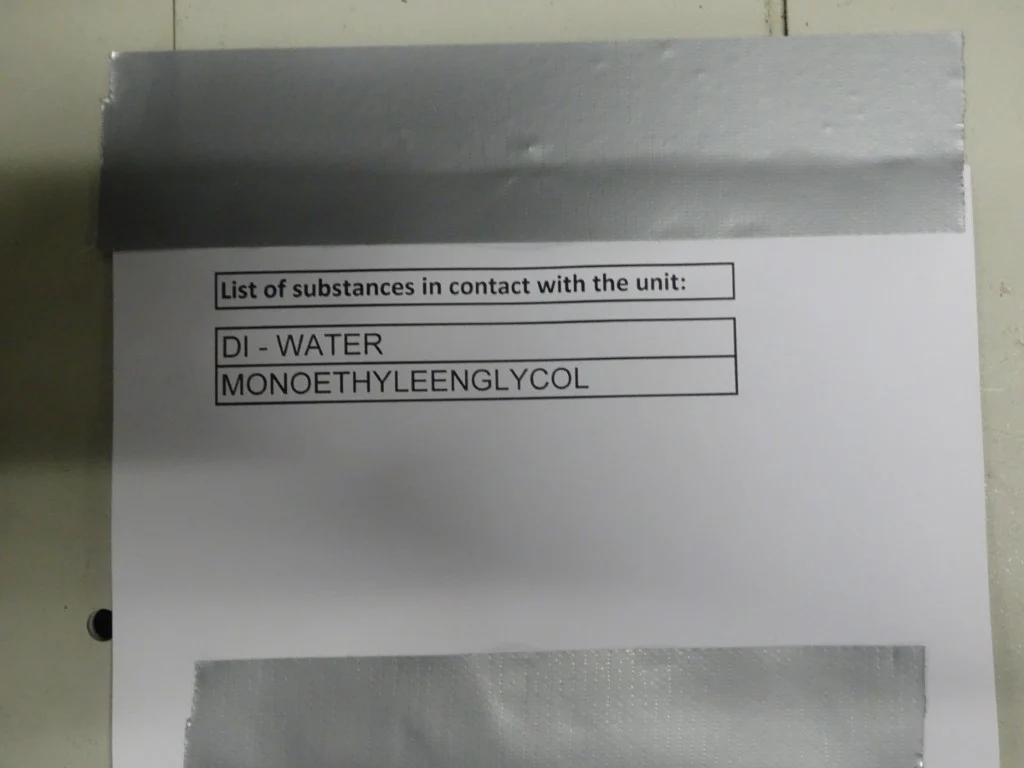 List of substances in contact with the unit:
DI - WATER
MONOETHYLEENGLYCOL